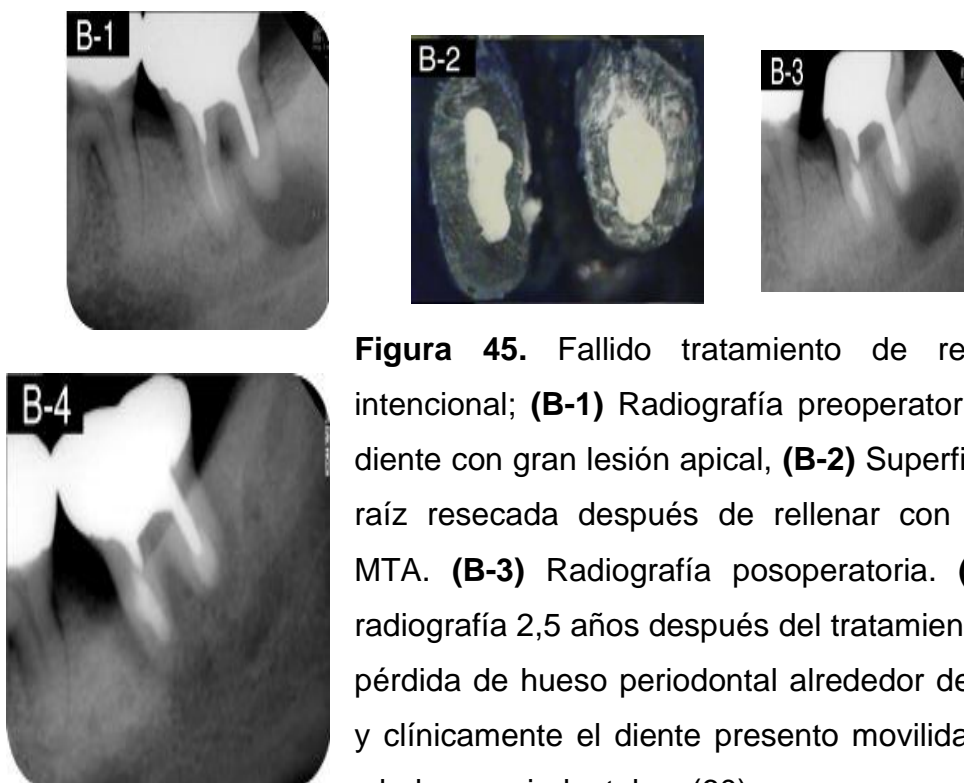 B-1
B-2
B-3
B-4
Figura 45. Fallido tratamiento de re
intencional; (B-1) Radiografía preoperator
diente con gran lesión apical, (B-2) Superfi
raíz resecada después de rellenar con
MTA. (B-3) Radiografía posoperatoria. (
radiografía 2,5 años después del tratamien
pérdida de hueso periodontal alrededor de
y clínicamente el diente presento movilida